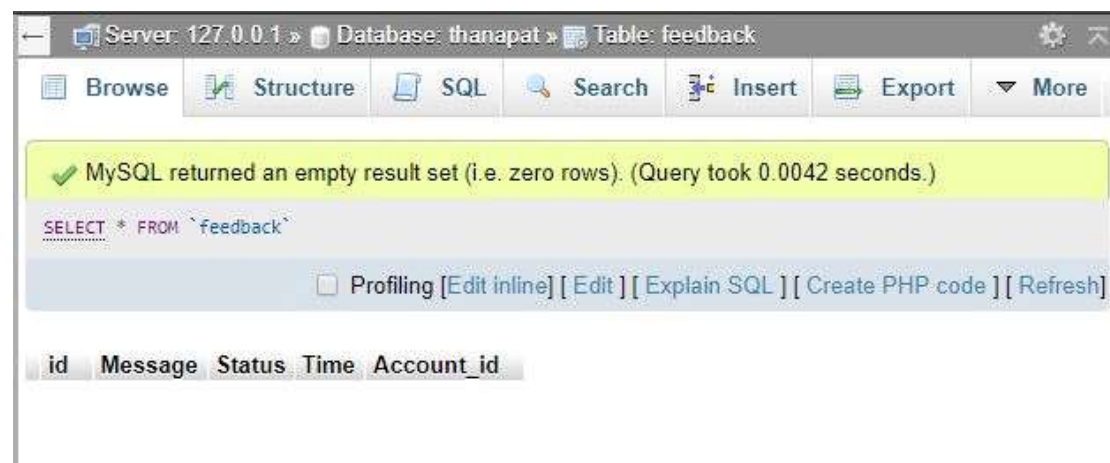 Server: 127.0.0.1 » Database: thanapat » Table: feedback
Browse Structure SQL Search Insert Export More
MySQL returned an empty result set (i.e. zero rows). (Query took 0.0042 seconds.)
SELECT * FROM `feedback`
Profiling [Edit inline] [ Edit ] [ Explain SQL ] [ Create PHP code ] [ Refresh]
id Message Status Time Account_id